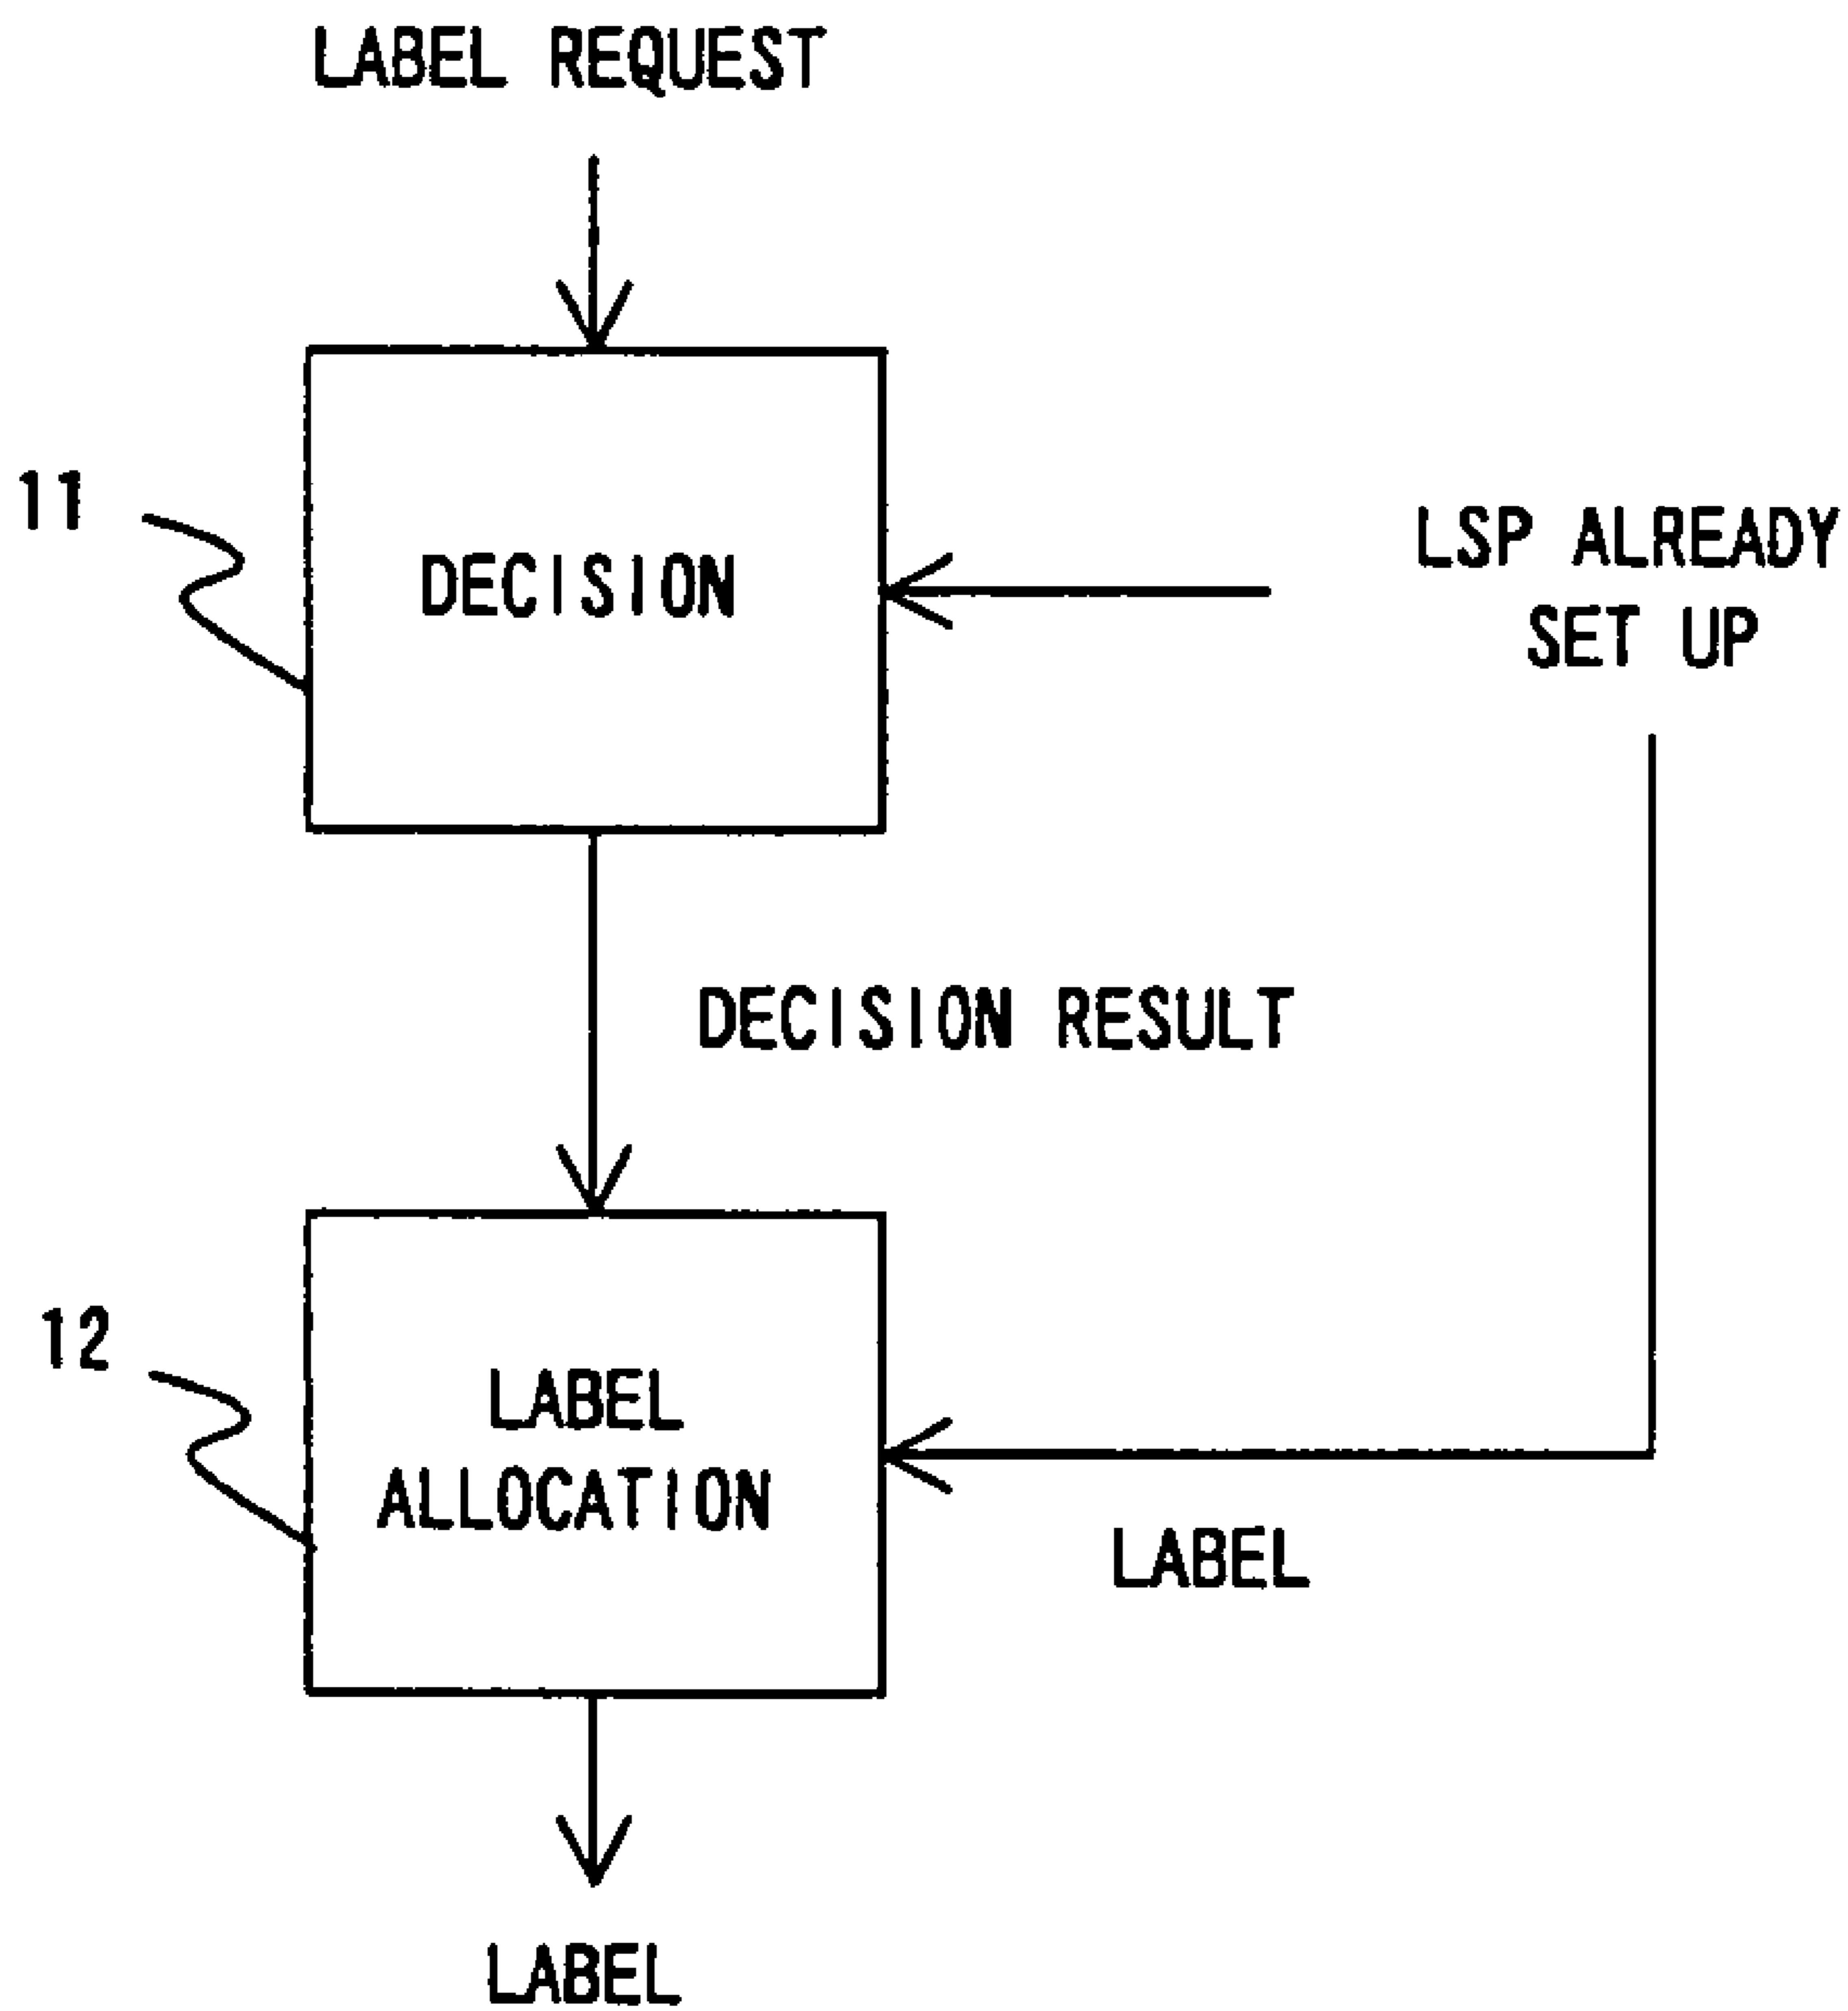 LABEL REQUEST
11
DECISION
LSP ALREADY
SET UP
DECISION RESULT
12
LABEL
ALLOCATION
LABEL
LABEL